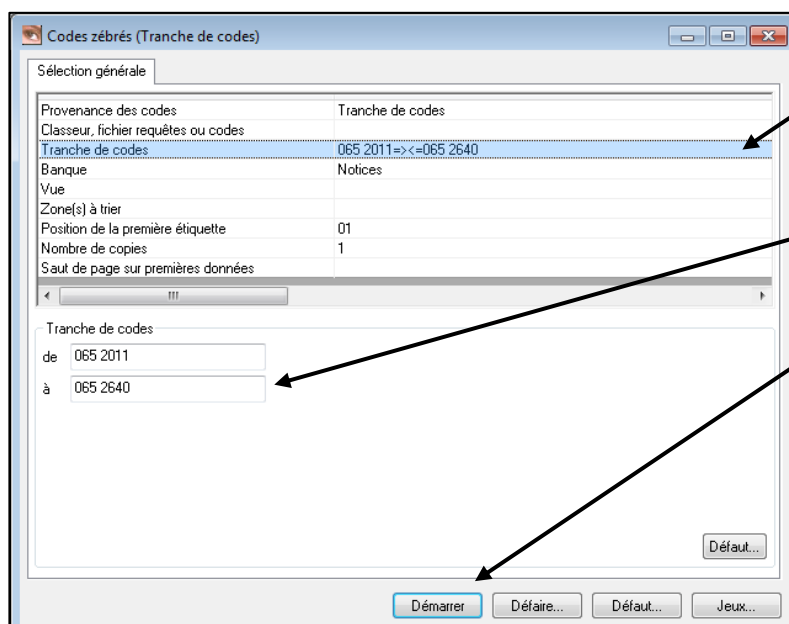 Codes zébrés (Tranche de codes)
Sélection générale
Provenance des codes Tranche de codes
Classeur, fichier requêtes ou codes
Tranche de codes 065 2011=><=065 2640
Banque Notices
Vue
Zone(s) à trier
Position de la première étiquette 01
Nombre de copies 1
Saut de page sur premières données
Tranche de codes
de 065 2011
à 065 2640
Défaut...
Démarrer Défaire... Défaut... Jeux...